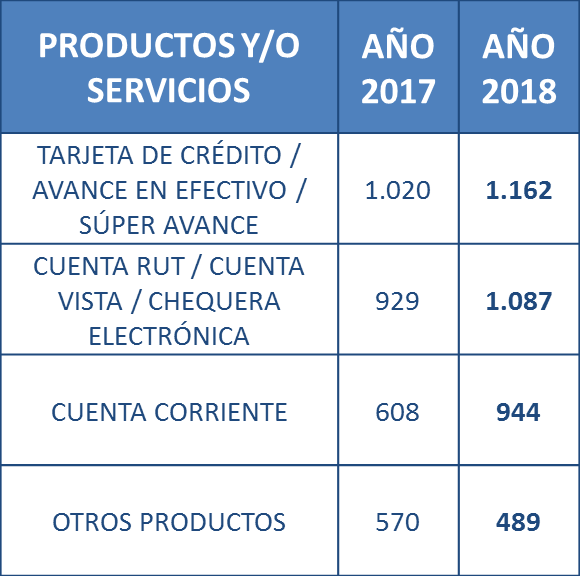 PRODUCTOS Y/O
SERVICIOS
AÑO
2017
AÑO
2018
TARJETA DE CRÉDITO /
AVANCE EN EFECTIVO /
SÚPER AVANCE
1.020
1.162
CUENTA RUT / CUENTA
VISTA / CHEQUERA
ELECTRÓNICA
929
1.087
CUENTA CORRIENTE
608
944
OTROS PRODUCTOS
570
489